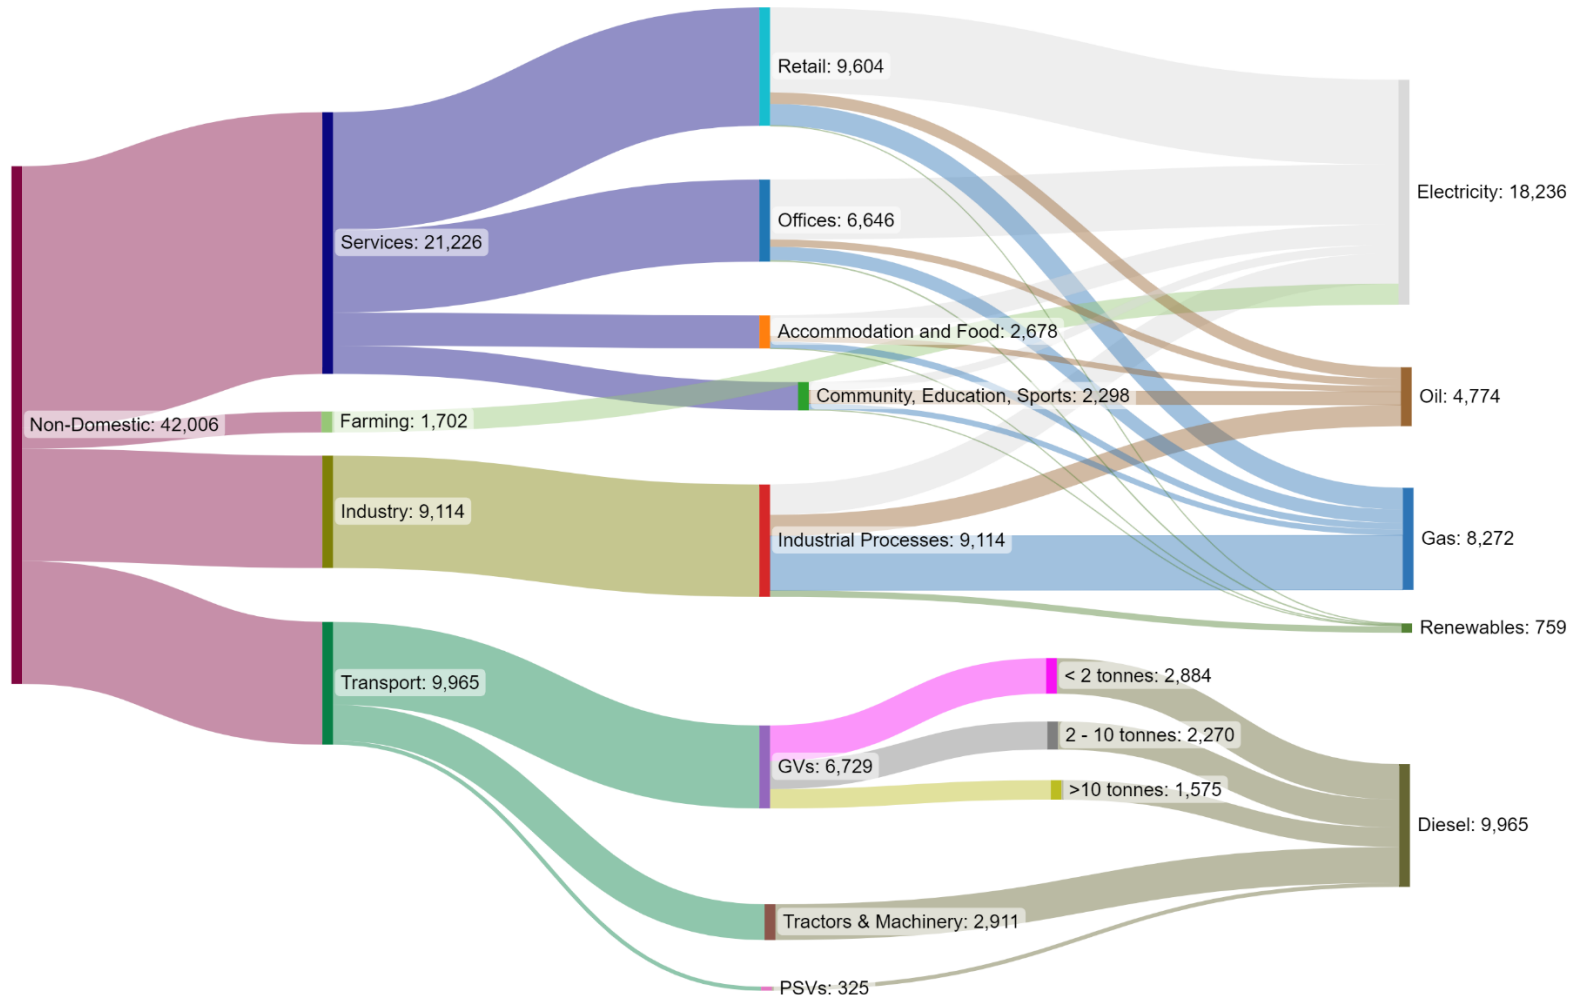 Non-Domestic: 42,006
Services: 21,226
Farming: 1,702
Industry: 9,114
Transport: 9,965
Retail: 9,604
Offices: 6,646
Accommodation and Food: 2,678
Community, Education, Sports: 2,298
Industrial Processes: 9,114
GVs: 6,729
Tractors & Machinery: 2,911
PSVs: 325
< 2 tonnes: 2,884
2 - 10 tonnes: 2,270
>10 tonnes: 1,575
Electricity: 18,236
Oil: 4,774
Gas: 8,272
Renewables: 759
Diesel: 9,965